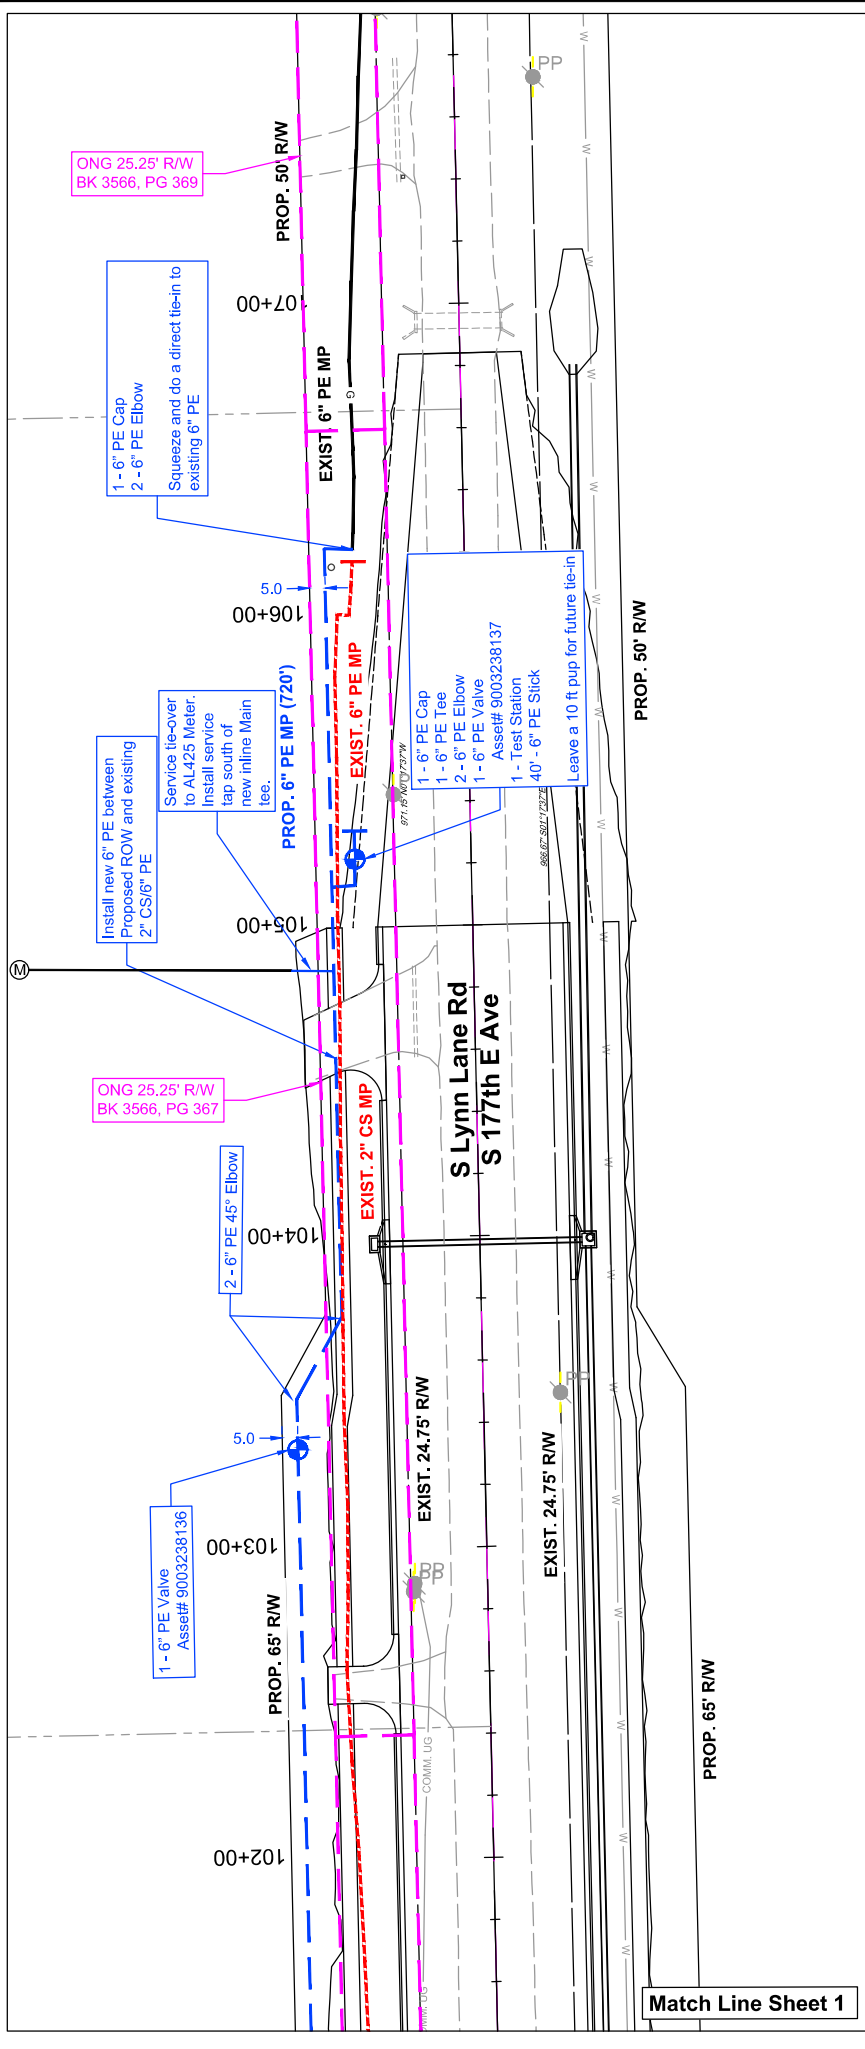 PP
W
ONG 25.25' R/W
BK 3566, PG 369
PROP. 50' R/W
W
107+00
W
1 - 6" PE Cap
2 - 6" PE Elbow
Squeeze and do a direct tie-in to
existing 6" PE
EXIST. 6" PE MP
G
W
W
5.0
106+00
PROP. 6" PE MP (720')
EXIST. 6" PE MP
PROP. 50' R/W
1 - 6" PE Cap
1 - 6" PE Tee
2 - 6" PE Elbow
1 - 6" PE Valve
Asset# 9003238137
1 - Test Station
40' - 6" PE Stick
Leave a 10 ft pup for future tie-in
Service tie-over
to AL425 Meter.
Install service
tap south of
new inline Main
tee.
Install new 6" PE between
Proposed ROW and existing
2" CS/6" PE
105+00
W
M
S Lynn Lane Rd
S 177th E Ave
W
ONG 25.25' R/W
BK 3566, PG 367
EXIST. 2" CS MP
W
2 - 6" PE 45° Elbow
104+00
W
PP
W
EXIST. 24.75' R/W
EXIST. 24.75' R/W
5.0
1 - 6" PE Valve
Asset# 9003238136
103+00
W
PROP. 65' R/W
W
PROP. 65' R/W
COMM. UG
W
102+00
W
W
Match Line Sheet 1